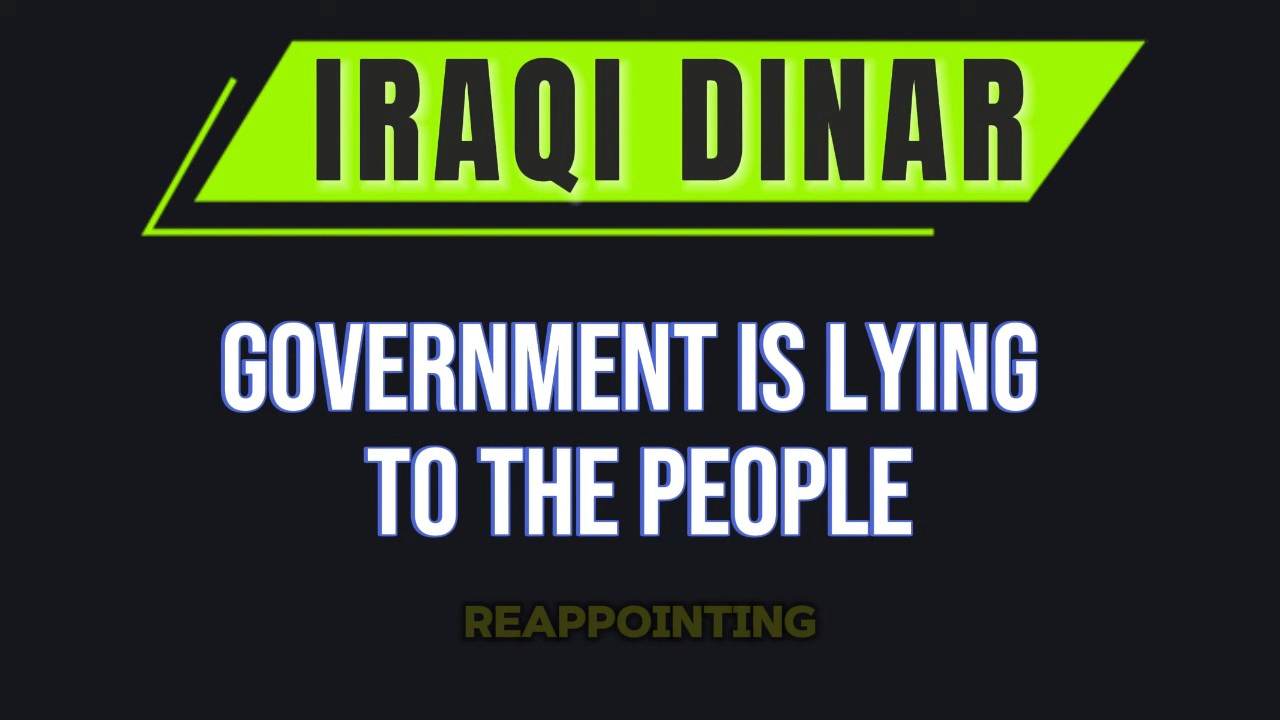 IRAQI DINAR
GOVERNMENT IS LYING
TO THE PEOPLE
REAPPOINTING